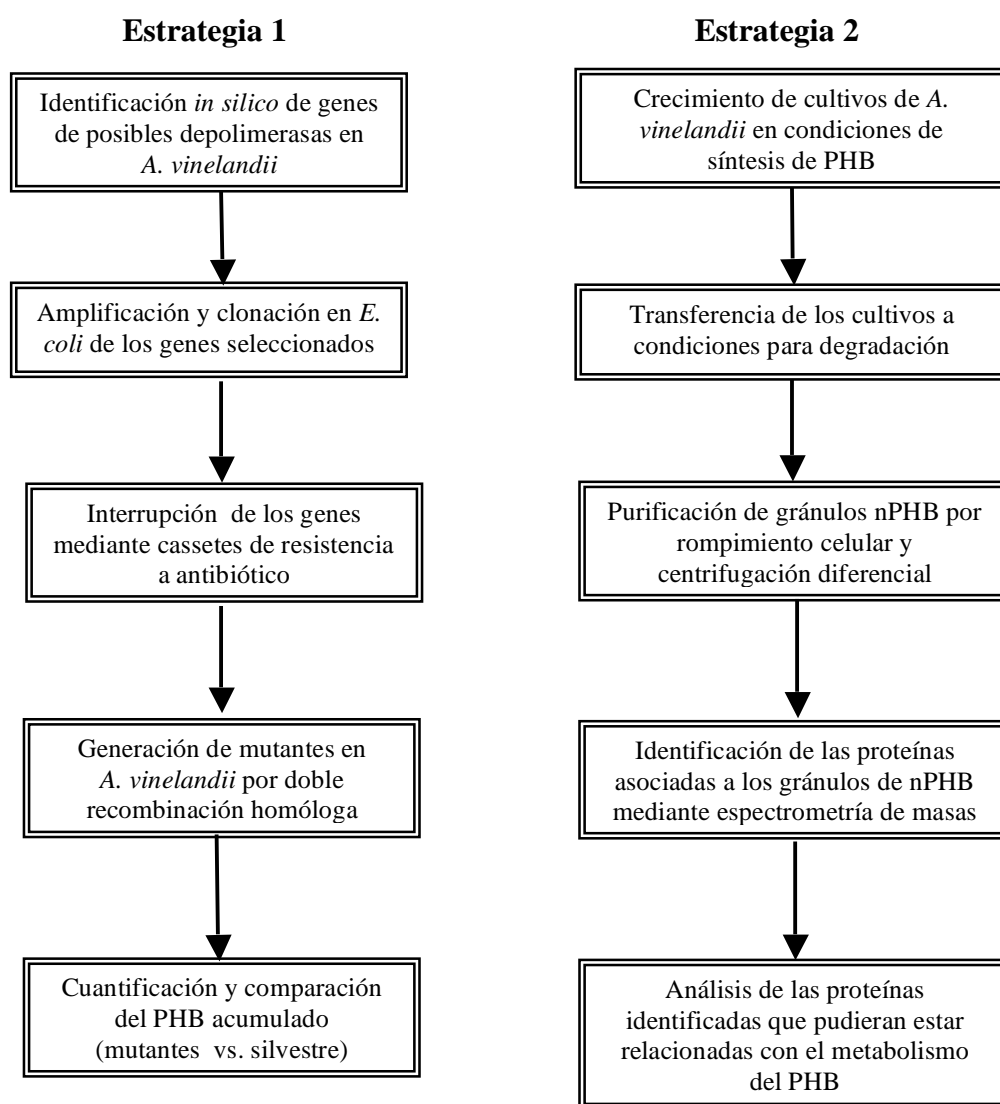 Estrategia 1
Identificación in silico de genes
de posibles depolimerasas en
A. vinelandii
Amplificación y clonación en E.
coli de los genes seleccionados
Interrupción de los genes
mediante cassetes de resistencia
a antibiótico
Generación de mutantes en
A. vinelandii por doble
recombinación homóloga
Cuantificación y comparación
del PHB acumulado
(mutantes vs. silvestre)
Estrategia 2
Crecimiento de cultivos de A.
vinelandii en condiciones de
síntesis de PHB
Transferencia de los cultivos a
condiciones para degradación
Purificación de gránulos nPHB por
rompimiento celular y
centrifugación diferencial
Identificación de las proteínas
asociadas a los gránulos de nPHB
mediante espectrometría de masas
Análisis de las proteínas
identificadas que pudieran estar
relacionadas con el metabolismo
del PHB